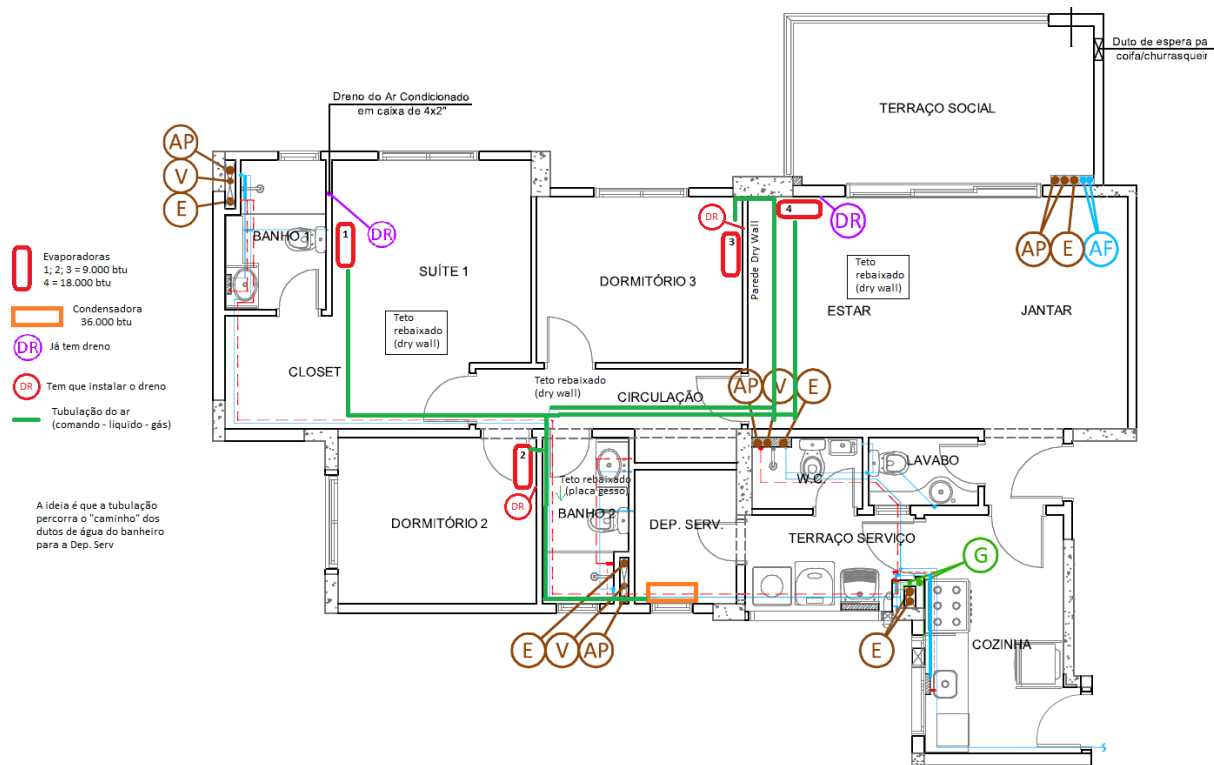 Duto de espera pa
coifa/churrasqueir
Dreno do Ar Condicionado
em caixa de 4x2"
TERRAÇO SOCIAL
AP
V
E
DR
BANHO 1
1
SUÍTE 1
DR
3
Parede Dry Wall
4
DR
DORMITÓRIO 3
Teto
rebaixado
(dry wall)
ESTAR
JANTAR
AP
E
AF
Evaporadoras
1; 2; 3 = 9.000 btu
4 = 18.000 btu
Condensadora
36.000 btu
DR
Já tem dreno
DR
Tem que instalar o dreno
Tubulação do ar
(comando - líquido - gás)
Teto
rebaixado
(dry wall)
CLOSET
Teto rebaixado
(dry wall)
CIRCULAÇÃO
AP
V
E
2
DR
DORMITÓRIO 2
Teto rebaixado
(placa gesso)
BANHO 2
DEP. SERV.
W.C.
LAVABO
TERRAÇO SERVIÇO
G
A ideia é que a tubulação
percorra o "caminho" dos
dutos de água do banheiro
para a Dep. Serv
E
V
AP
E
COZINHA